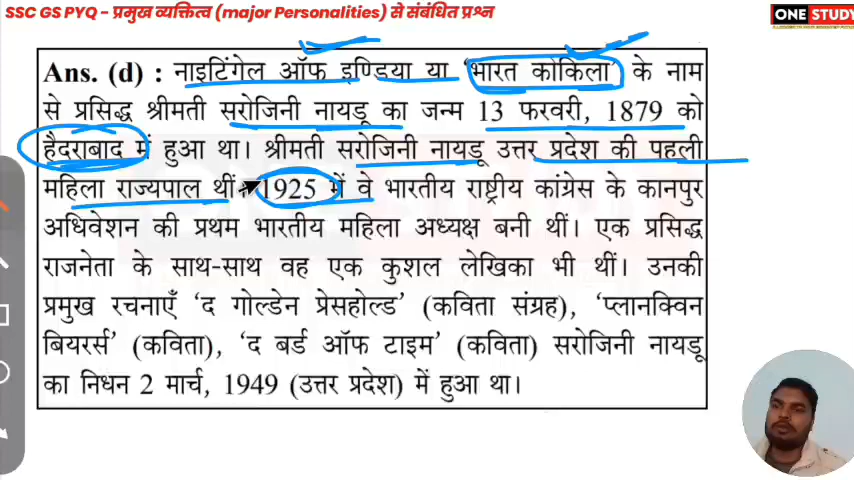 SSC GS PYQ - प्रमुख व्यक्तित्व (major Personalities) से संबंधित प्रश्न
ONE STUDY
Ans. (d) : नाइटिंगेल ऑफ इण्डिया या 'भारत कोकिला' के नाम
से प्रसिद्ध श्रीमती सरोजिनी नायडू का जन्म 13 फरवरी, 1879 को
हैदराबाद में हुआ था। श्रीमती सरोजिनी नायडू उत्तर प्रदेश की पहली
महिला राज्यपाल थीं। 1925 में वे भारतीय राष्ट्रीय कांग्रेस के कानपुर
अधिवेशन की प्रथम भारतीय महिला अध्यक्ष बनी थीं। एक प्रसिद्ध
राजनेता के साथ-साथ वह एक कुशल लेखिका भी थीं। उनकी
प्रमुख रचनाएँ 'द गोल्डेन प्रेसहोल्ड' (कविता संग्रह), 'प्लानक्विन
बियरर्स' (कविता), 'द बर्ड ऑफ टाइम' (कविता) सरोजिनी नायडू
का निधन 2 मार्च, 1949 (उत्तर प्रदेश) में हुआ था।